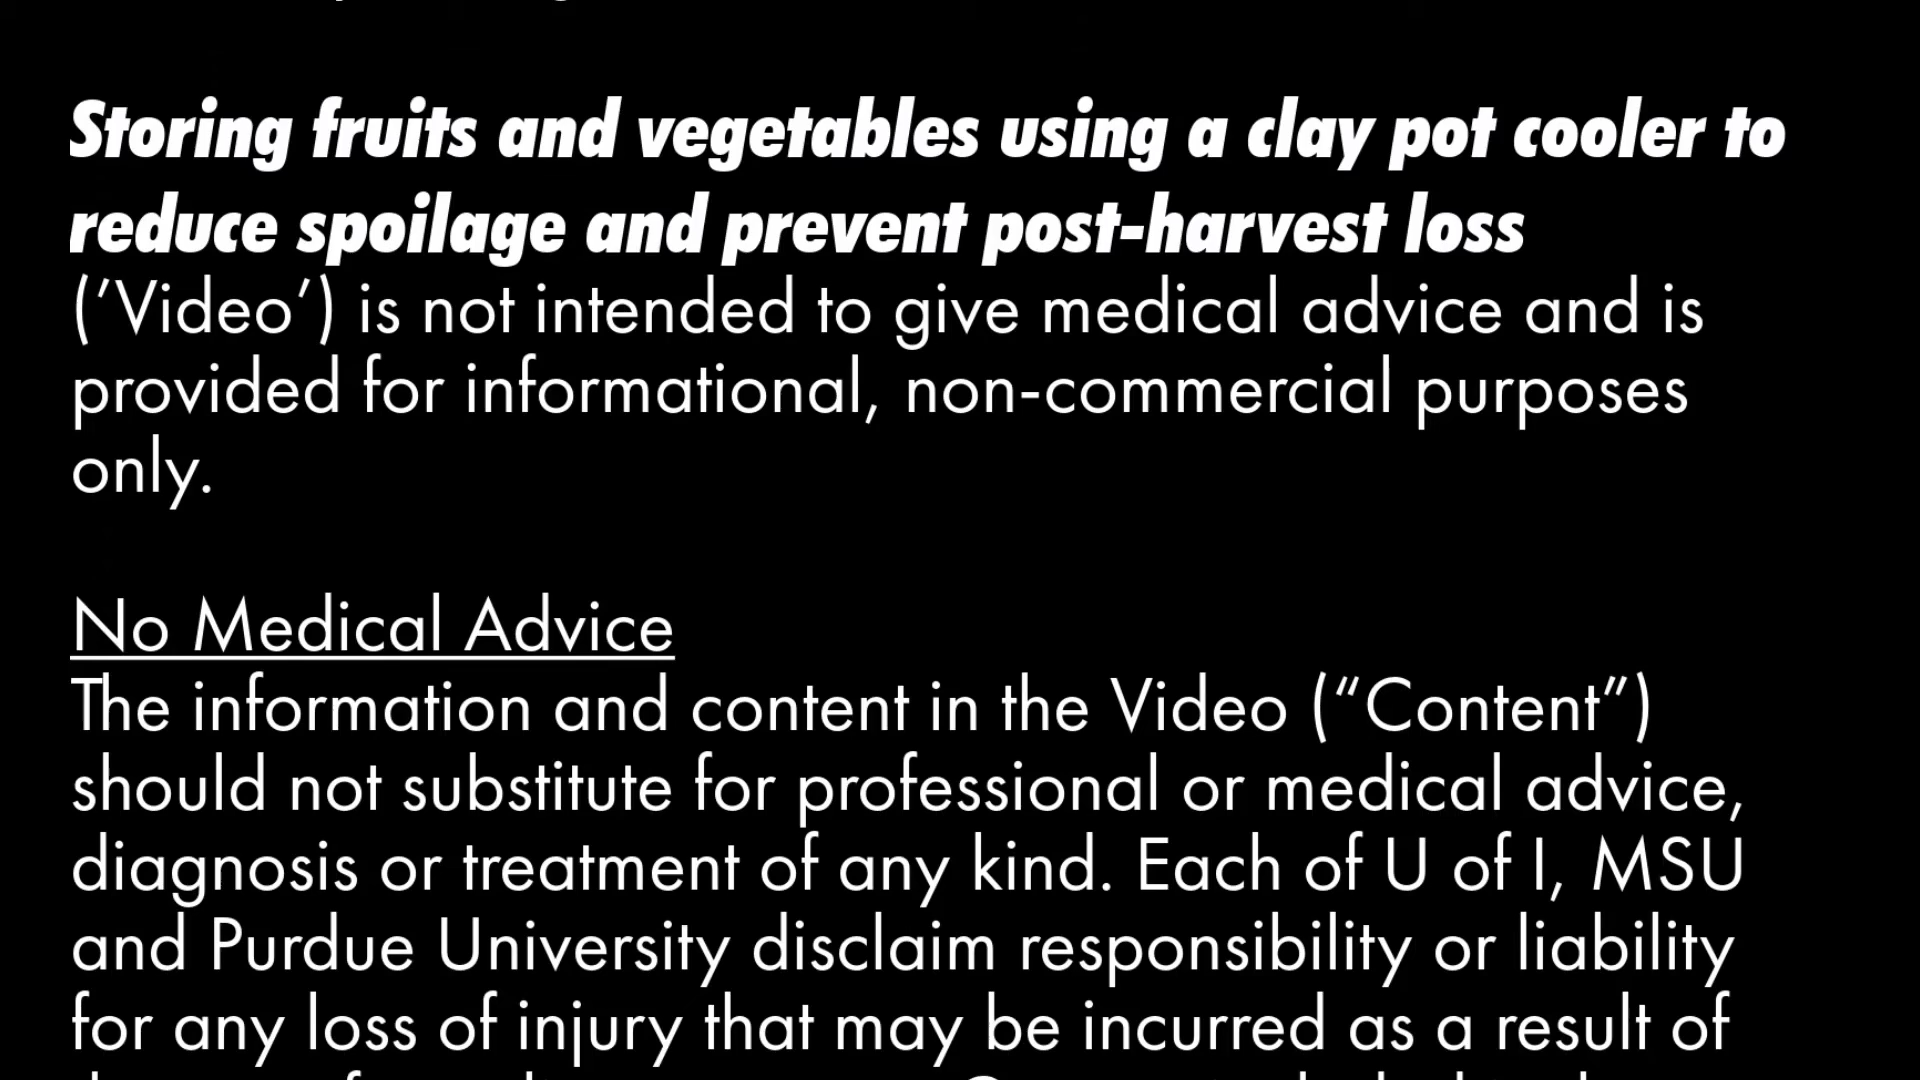 Storing fruits and vegetables using a clay pot cooler to
reduce spoilage and prevent post-harvest loss
(’Video’) is not intended to give medical advice and is
provided for informational, non-commercial purposes
only.
No Medical Advice
The information and content in the Video (“Content”)
should not substitute for professional or medical advice,
diagnosis or treatment of any kind. Each of U of I, MSU
and Purdue University disclaim responsibility or liability
for any loss of injury that may be incurred as a result of